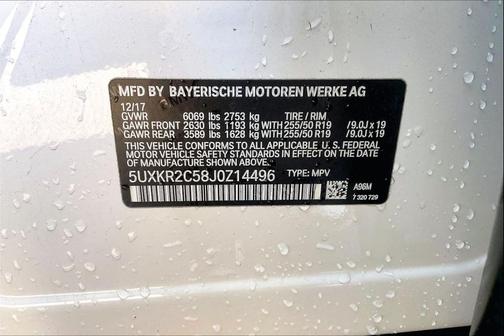 MFD BY BAYERISCHE MOTOREN WERKE AG
12/17
GVWR 6069 lbs 2753 kg TIRE / RIM
GAWR FRONT 2630 lbs 1193 kg WITH 255/50 R19 /9.0J x 19
GAWR REAR 3589 lbs 1628 kg WITH 255/50 R19 /9.0J x 19
THIS VEHICLE CONFORMS TO ALL APPLICABLE U. S. FEDERAL
MOTOR VEHICLE SAFETY STANDARDS IN EFFECT ON THE DATE
OF MANUFACTURE SHOWN ABOVE.
5UXKR2C58J0Z14496 TYPE: MPV
A96M
7 320 729